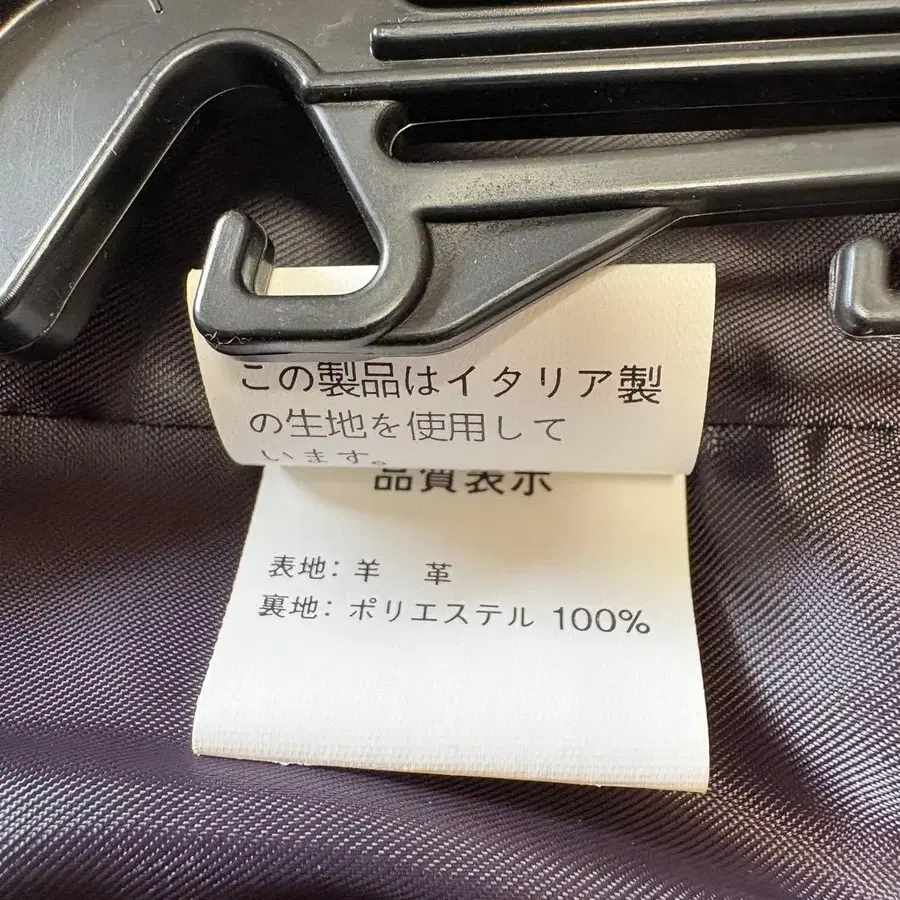 この製品はイタリア製
の生地を使用して
います。
品質表示
表地: 羊 革
裏地: ポリエステル 100%